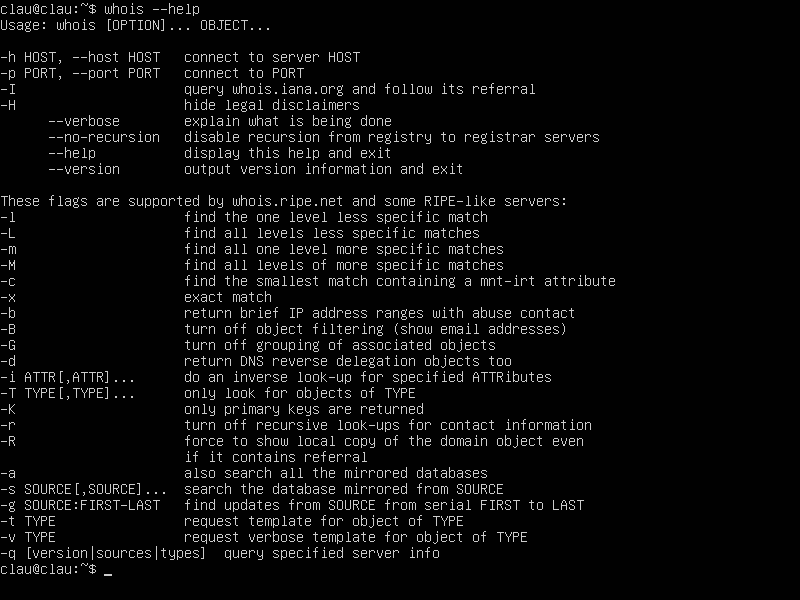 clau@clau:~$ whois --help
Usage: whois [OPTION]... OBJECT...

-h HOST, --host HOST   connect to server HOST
-p PORT, --port PORT   connect to PORT
-I                     query whois.iana.org and follow its referral
-H                     hide legal disclaimers
      --verbose        explain what is being done
      --no-recursion   disable recursion from registry to registrar servers
      --help           display this help and exit
      --version        output version information and exit

These flags are supported by whois.ripe.net and some RIPE-like servers:
-l                     find the one level less specific match
-L                     find all levels less specific matches
-m                     find all one level more specific matches
-M                     find all levels of more specific matches
-c                     find the smallest match containing a mnt-irt attribute
-x                     exact match
-b                     return brief IP address ranges with abuse contact
-B                     turn off object filtering (show email addresses)
-G                     turn off grouping of associated objects
-d                     return DNS reverse delegation objects too
-i ATTR[,ATTR]...      do an inverse look-up for specified ATTRibutes
-T TYPE[,TYPE]...      only look for objects of TYPE
-K                     only primary keys are returned
-r                     turn off recursive look-ups for contact information
-R                     force to show local copy of the domain object even
                       if it contains referral
-a                     also search all the mirrored databases
-s SOURCE[,SOURCE]...  search the database mirrored from SOURCE
-g SOURCE:FIRST-LAST   find updates from SOURCE from serial FIRST to LAST
-t TYPE                request template for object of TYPE
-v TYPE                request verbose template for object of TYPE
-q [version|sources|types]  query specified server info
clau@clau:~$ _